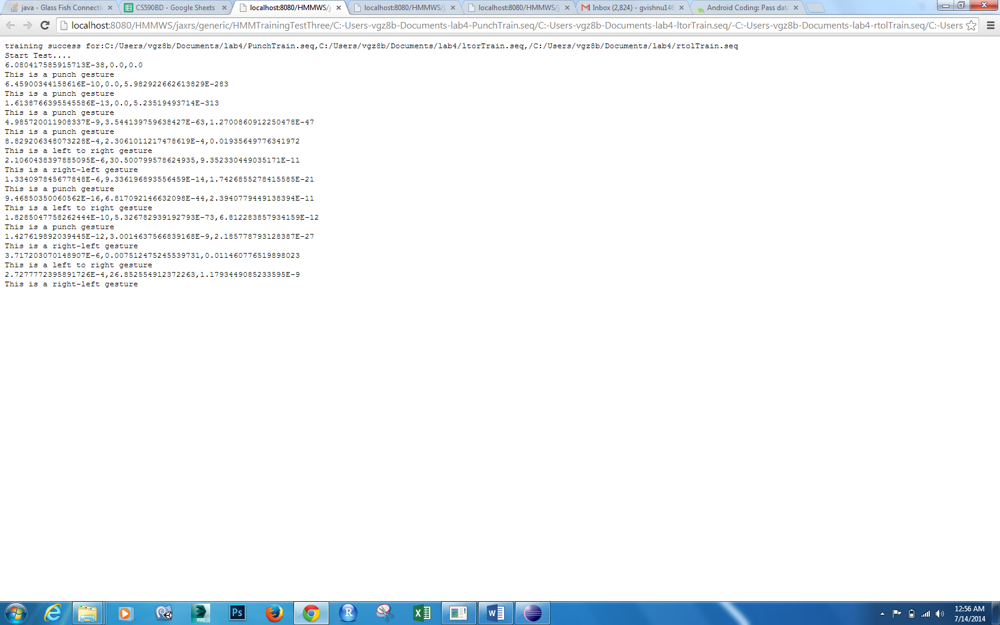 java - Glass Fish Connecti
CS590BD - Google Sheets
localhost:8080/HMMWS/j
localhost:8080/HMMWS/j
localhost:8080/HMMWS/j
Inbox (2,824) - gvishnu146
Android Coding: Pass data
localhost:8080/HMMWS/jaxrs/generic/HMMTrainingTestThree/C:-Users-vgz8b-Documents-lab4-PunchTrain.seq/C:-Users-vgz8b-Documents-lab4-ltorTrain.seq/-C:-Users-vgz8b-Documents-lab4-rtolTrain.seq/C:-Users
training success for:C:/Users/vgz8b/Documents/lab4/PunchTrain.seq,C:/Users/vgz8b/Documents/lab4/ltorTrain.seq,/C:/Users/vgz8b/Documents/lab4/rtolTrain.seq
Start Test....
6.080417585915713E-38,0.0,0.0
This is a punch gesture
6.45900344158616E-10,0.0,5.982922662613829E-283
This is a punch gesture
1.6138766395545586E-13,0.0,5.23519493714E-313
This is a punch gesture
4.985720011908337E-9,3.544139759638427E-63,1.2700860912250478E-47
This is a punch gesture
8.829206348073228E-4,2.3061011217478619E-4,0.01935649776341972
This is a left to right gesture
2.1060438397885095E-6,30.500799578624935,9.352330449035171E-11
This is a right-left gesture
1.334097845677848E-6,9.336196893556459E-14,1.7426855278415585E-21
This is a punch gesture
9.46850350060562E-16,6.817092146632098E-44,2.3940779449138394E-11
This is a left to right gesture
1.8285047758262444E-10,5.326782939192793E-73,6.812283857934159E-12
This is a punch gesture
1.427619892039445E-12,3.0014637566839168E-9,2.185778793128387E-27
This is a right-left gesture
3.717203070148907E-6,0.007512475245539731,0.011460776519898023
This is a left to right gesture
2.7277772395891726E-4,26.852554912372263,1.1793449085233595E-9
This is a right-left gesture
MAX
Ps
R
X
W
12:56 AM
7/14/2014